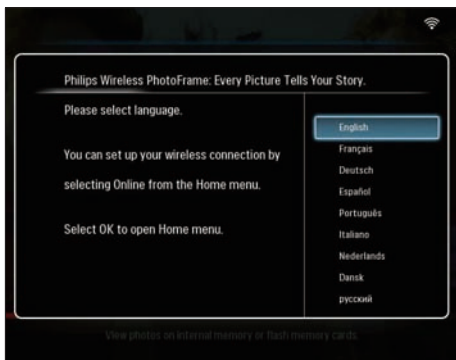 Philips Wireless PhotoFrame: Every Picture Tells Your Story.
Please select language.
You can set up your wireless connection by
selecting Online from the Home menu.
Select OK to open Home menu.
English
Français
Deutsch
Español
Português
Italiano
Nederlands
Dansk
русский
View photos on internal memory or flash memory cards.